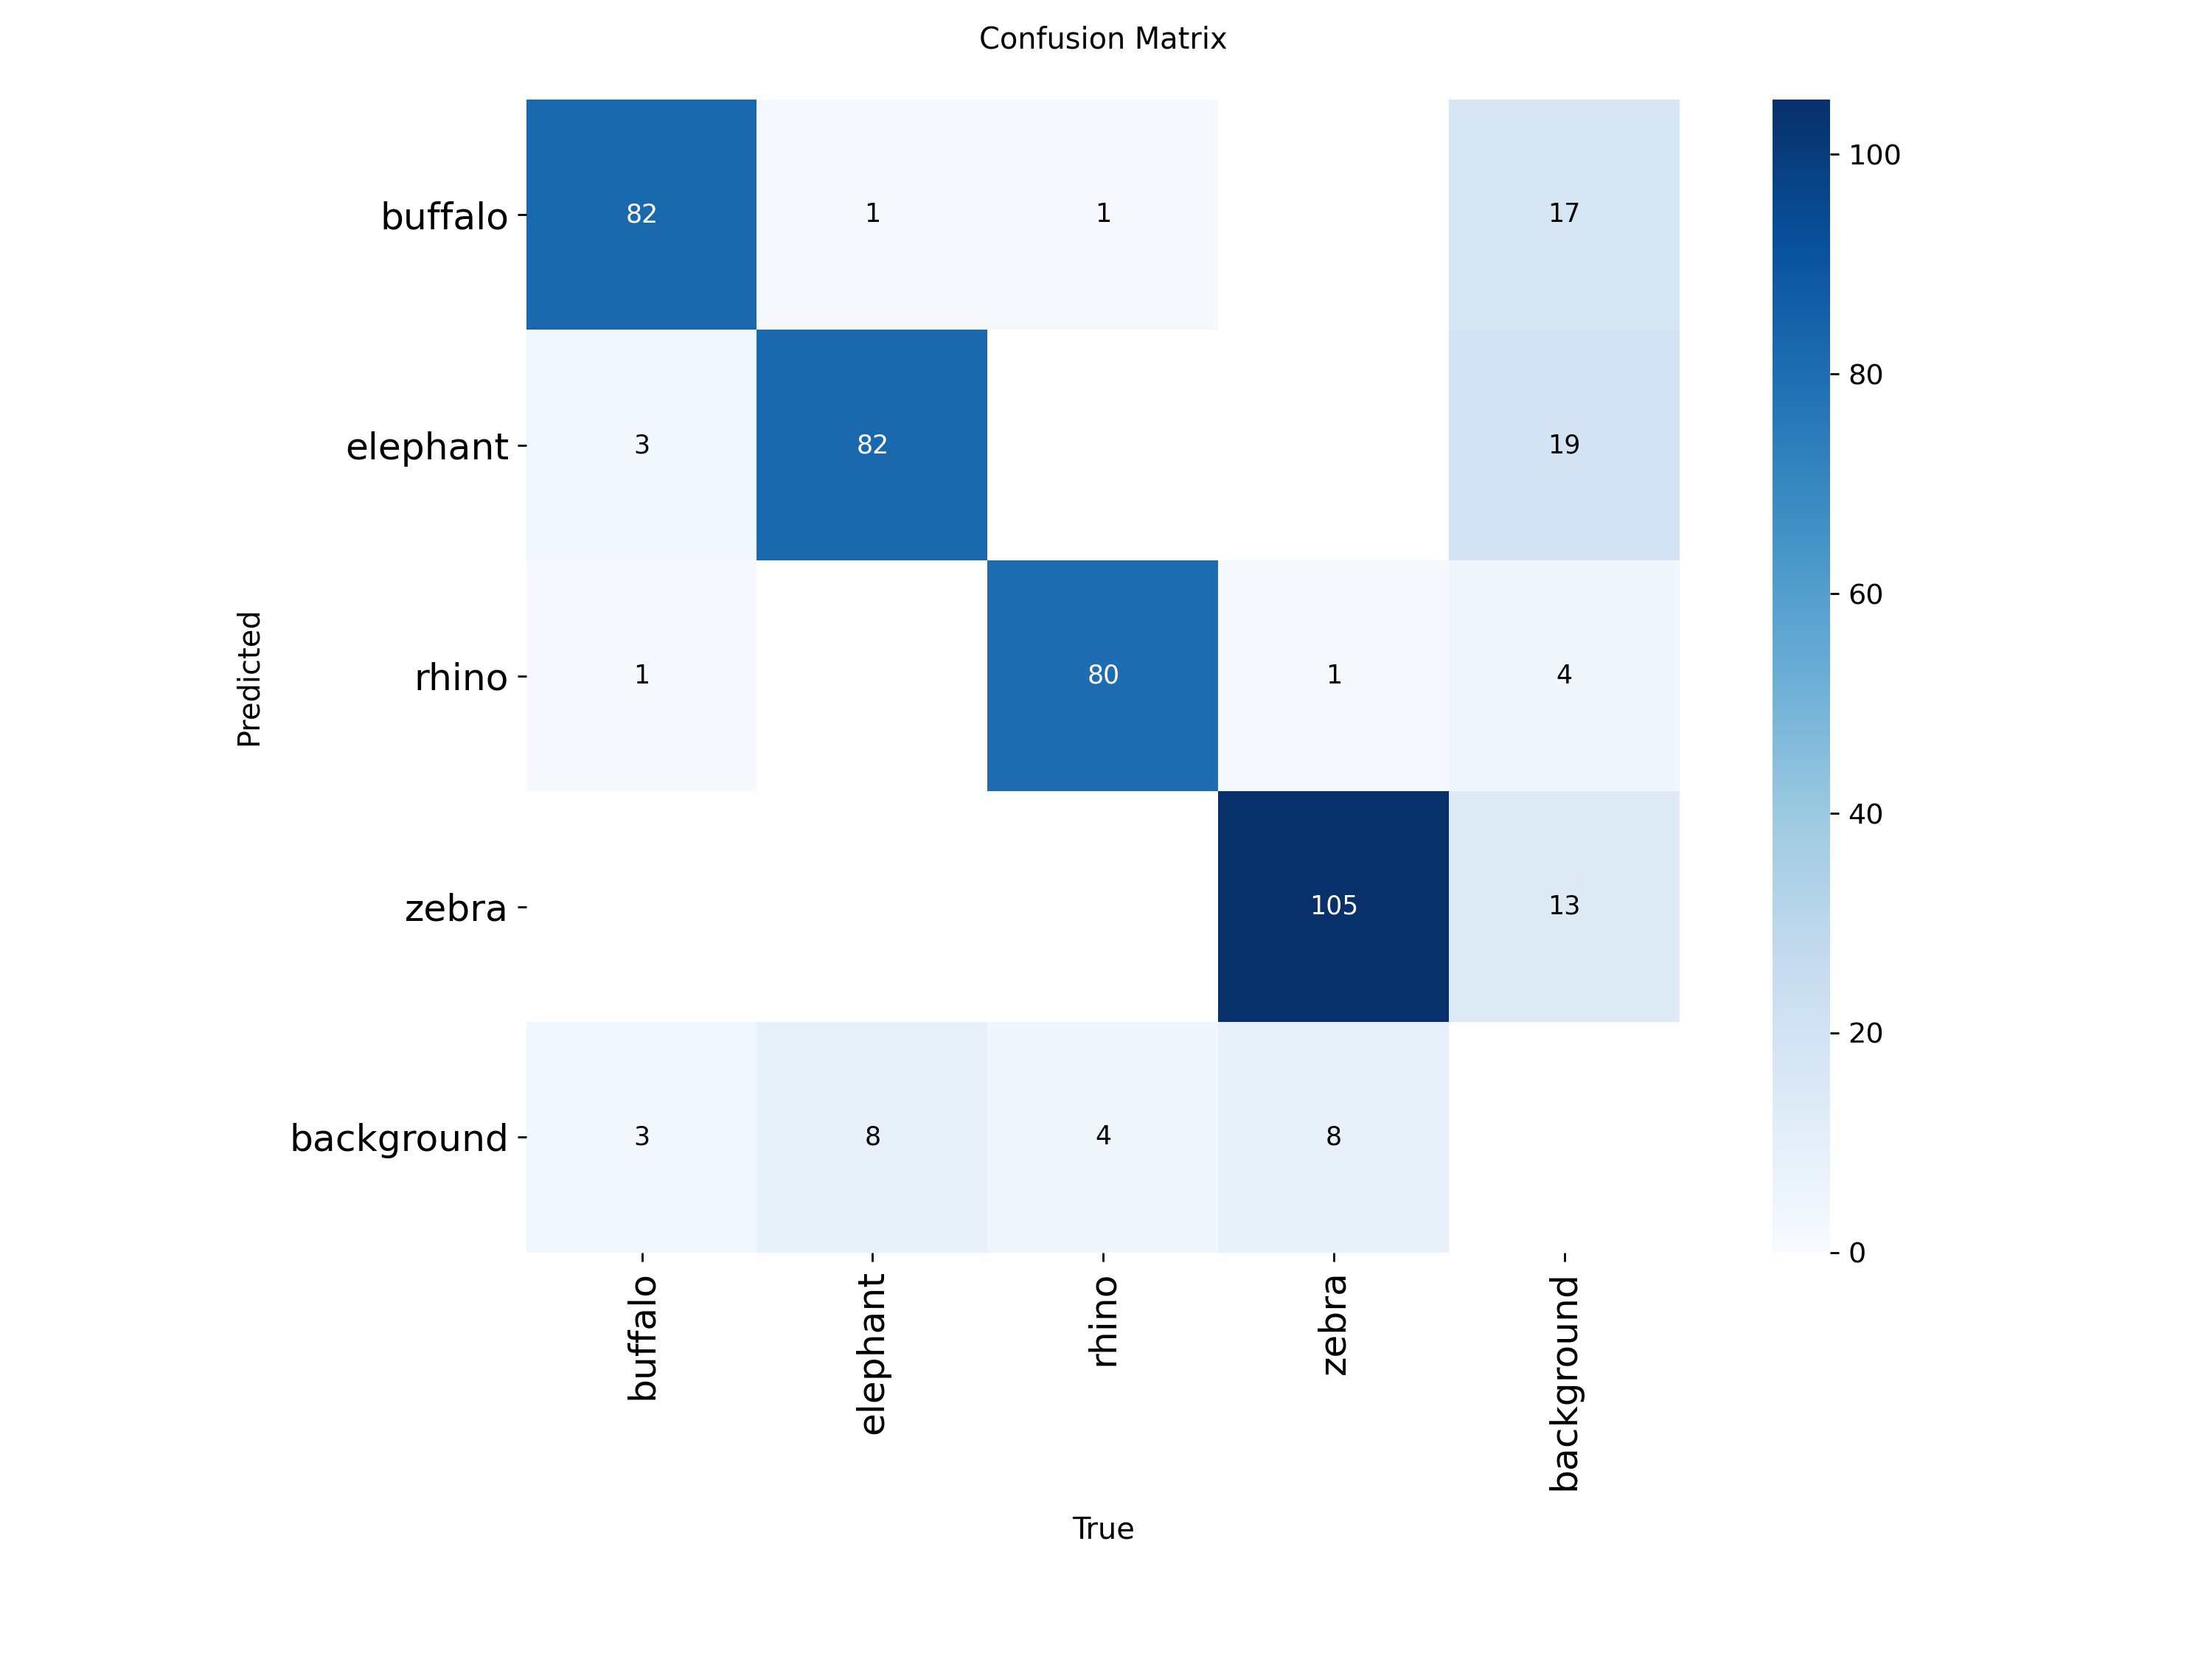 Confusion Matrix
buffalo 82 1 1 17
elephant 3 82 19
rhino 1 80 1 4
zebra 105 13
background 3 8 4 8
Predicted
buffalo
elephant
rhino
zebra
background
True
100
80
60
40
20
0